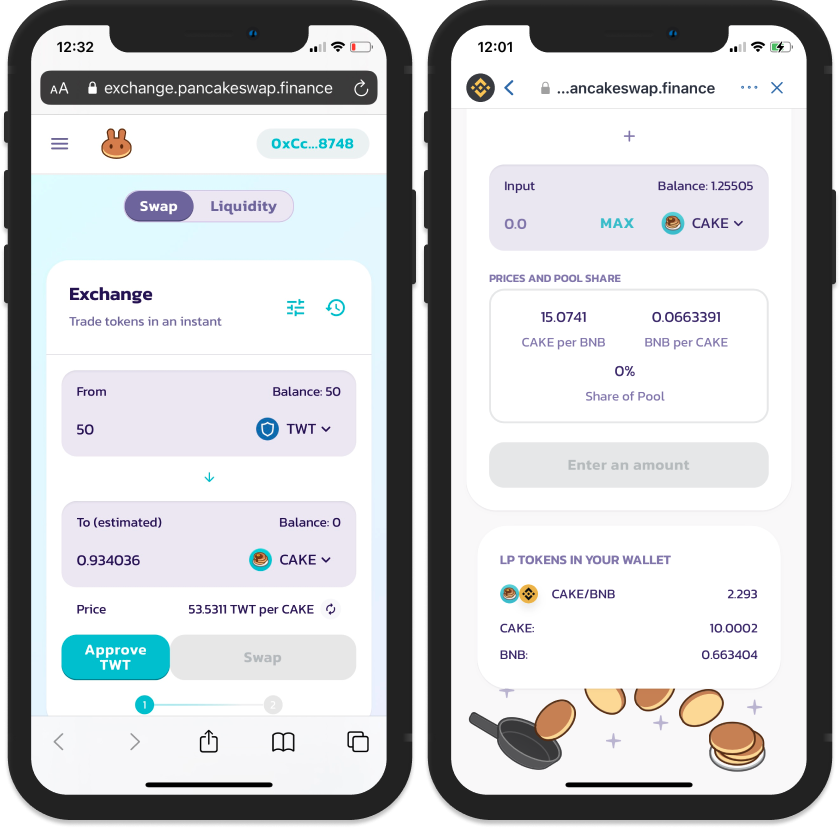 12:32
AA exchange.pancakeswap.finance
0xCc...8748
Swap Liquidity
Exchange
Trade tokens in an instant
From Balance: 50
50 TWT
To (estimated) Balance: 0
0.934036 CAKE
Price 53.5311 TWT per CAKE
Approve
TWT
Swap
1 2
12:01
...ancakeswap.finance
+
Input Balance: 1.25505
0.0 MAX CAKE
PRICES AND POOL SHARE
15.0741 0.0663391
CAKE per BNB BNB per CAKE
0%
Share of Pool
Enter an amount
LP TOKENS IN YOUR WALLET
CAKE/BNB 2.293
CAKE: 10.0002
BNB: 0.663404